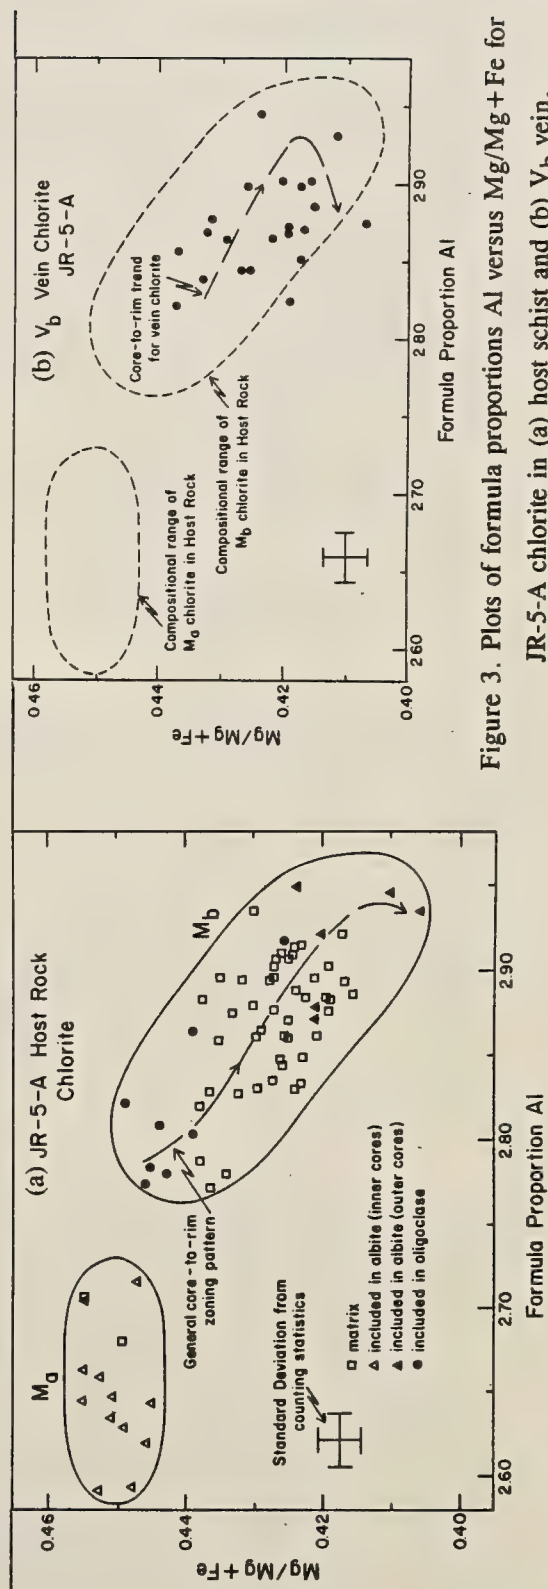 (a) JR-5-A Host Rock
Chlorite
Ma
Mb
General core-to-rim
zoning pattern
Standard Deviation from
counting statistics
□ matrix
△ included in albite (inner cores)
▲ included in albite (outer cores)
● included in oligoclase
Mg/Mg+Fe
0.46
0.44
0.42
0.40
2.60
2.70
2.80
2.90
Formula Proportion Al
(b) Vb Vein Chlorite
JR-5-A
Core-to-rim trend
for vein chlorite
Compositional range of
Ma chlorite in Host Rock
Compositional range of
Mb chlorite in Host Rock
Mg/Mg+Fe
0.46
0.44
0.42
0.40
2.60
2.70
2.80
2.90
Formula Proportion Al
Figure 3. Plots of formula proportions Al versus Mg/Mg+Fe for
JR-5-A chlorite in (a) host schist and (b) Vb vein.